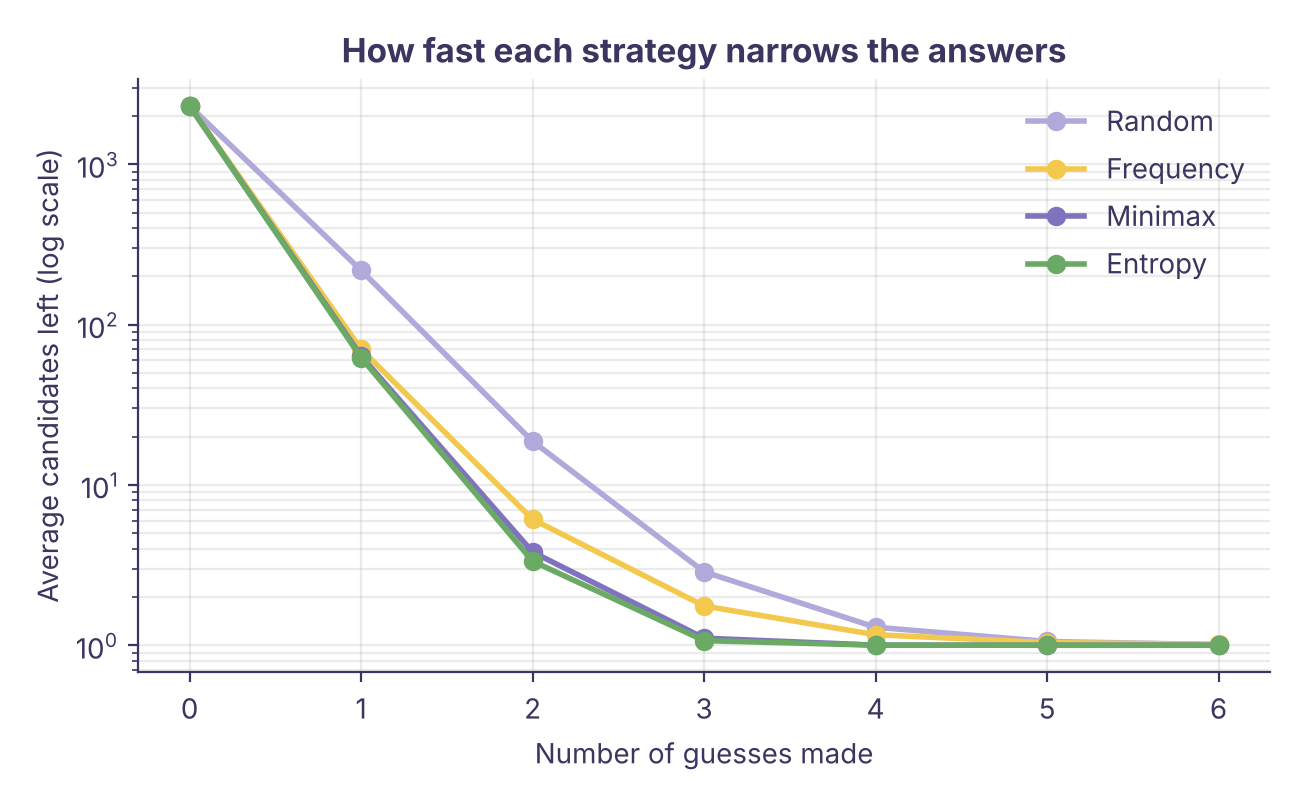 How fast each strategy narrows the answers
Average candidates left (log scale)
10³
10²
10¹
10⁰
Random
Frequency
Minimax
Entropy
0 1 2 3 4 5 6
Number of guesses made